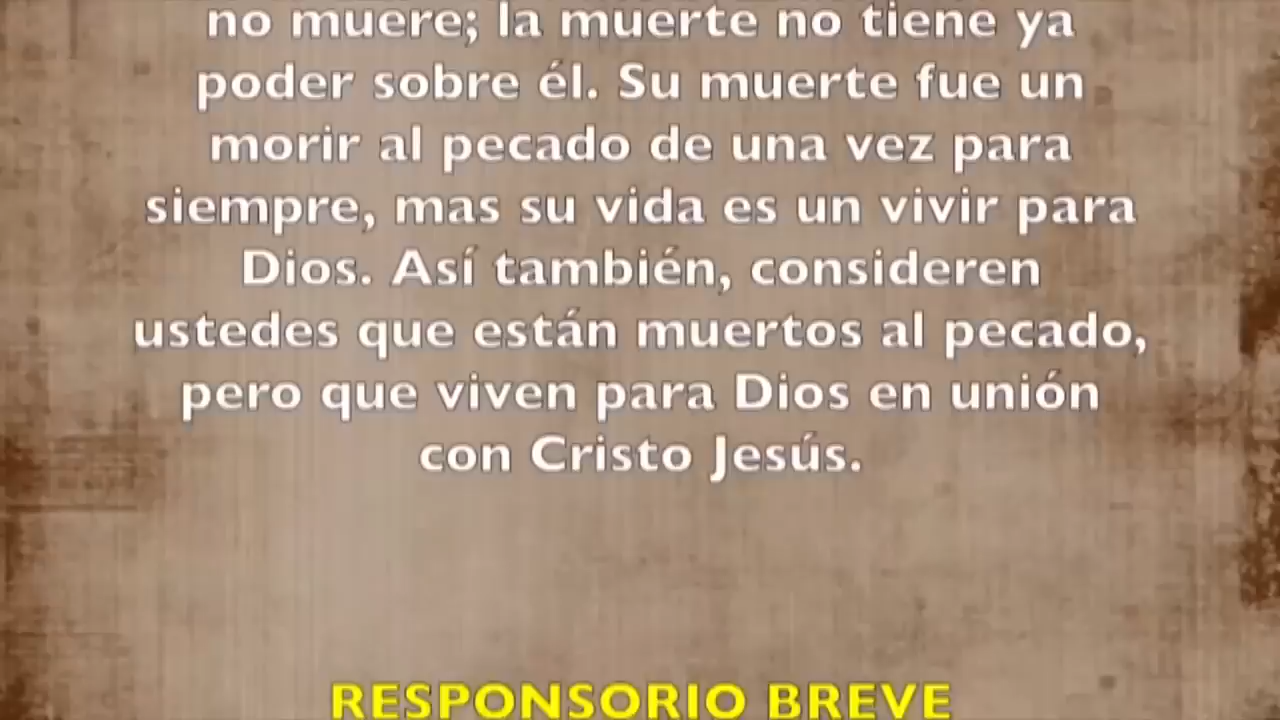 no muere; la muerte no tiene ya
poder sobre él. Su muerte fue un
morir al pecado de una vez para
siempre, mas su vida es un vivir para
Dios. Así también, consideren
ustedes que están muertos al pecado,
pero que viven para Dios en unión
con Cristo Jesús.
RESPONSORIO BREVE